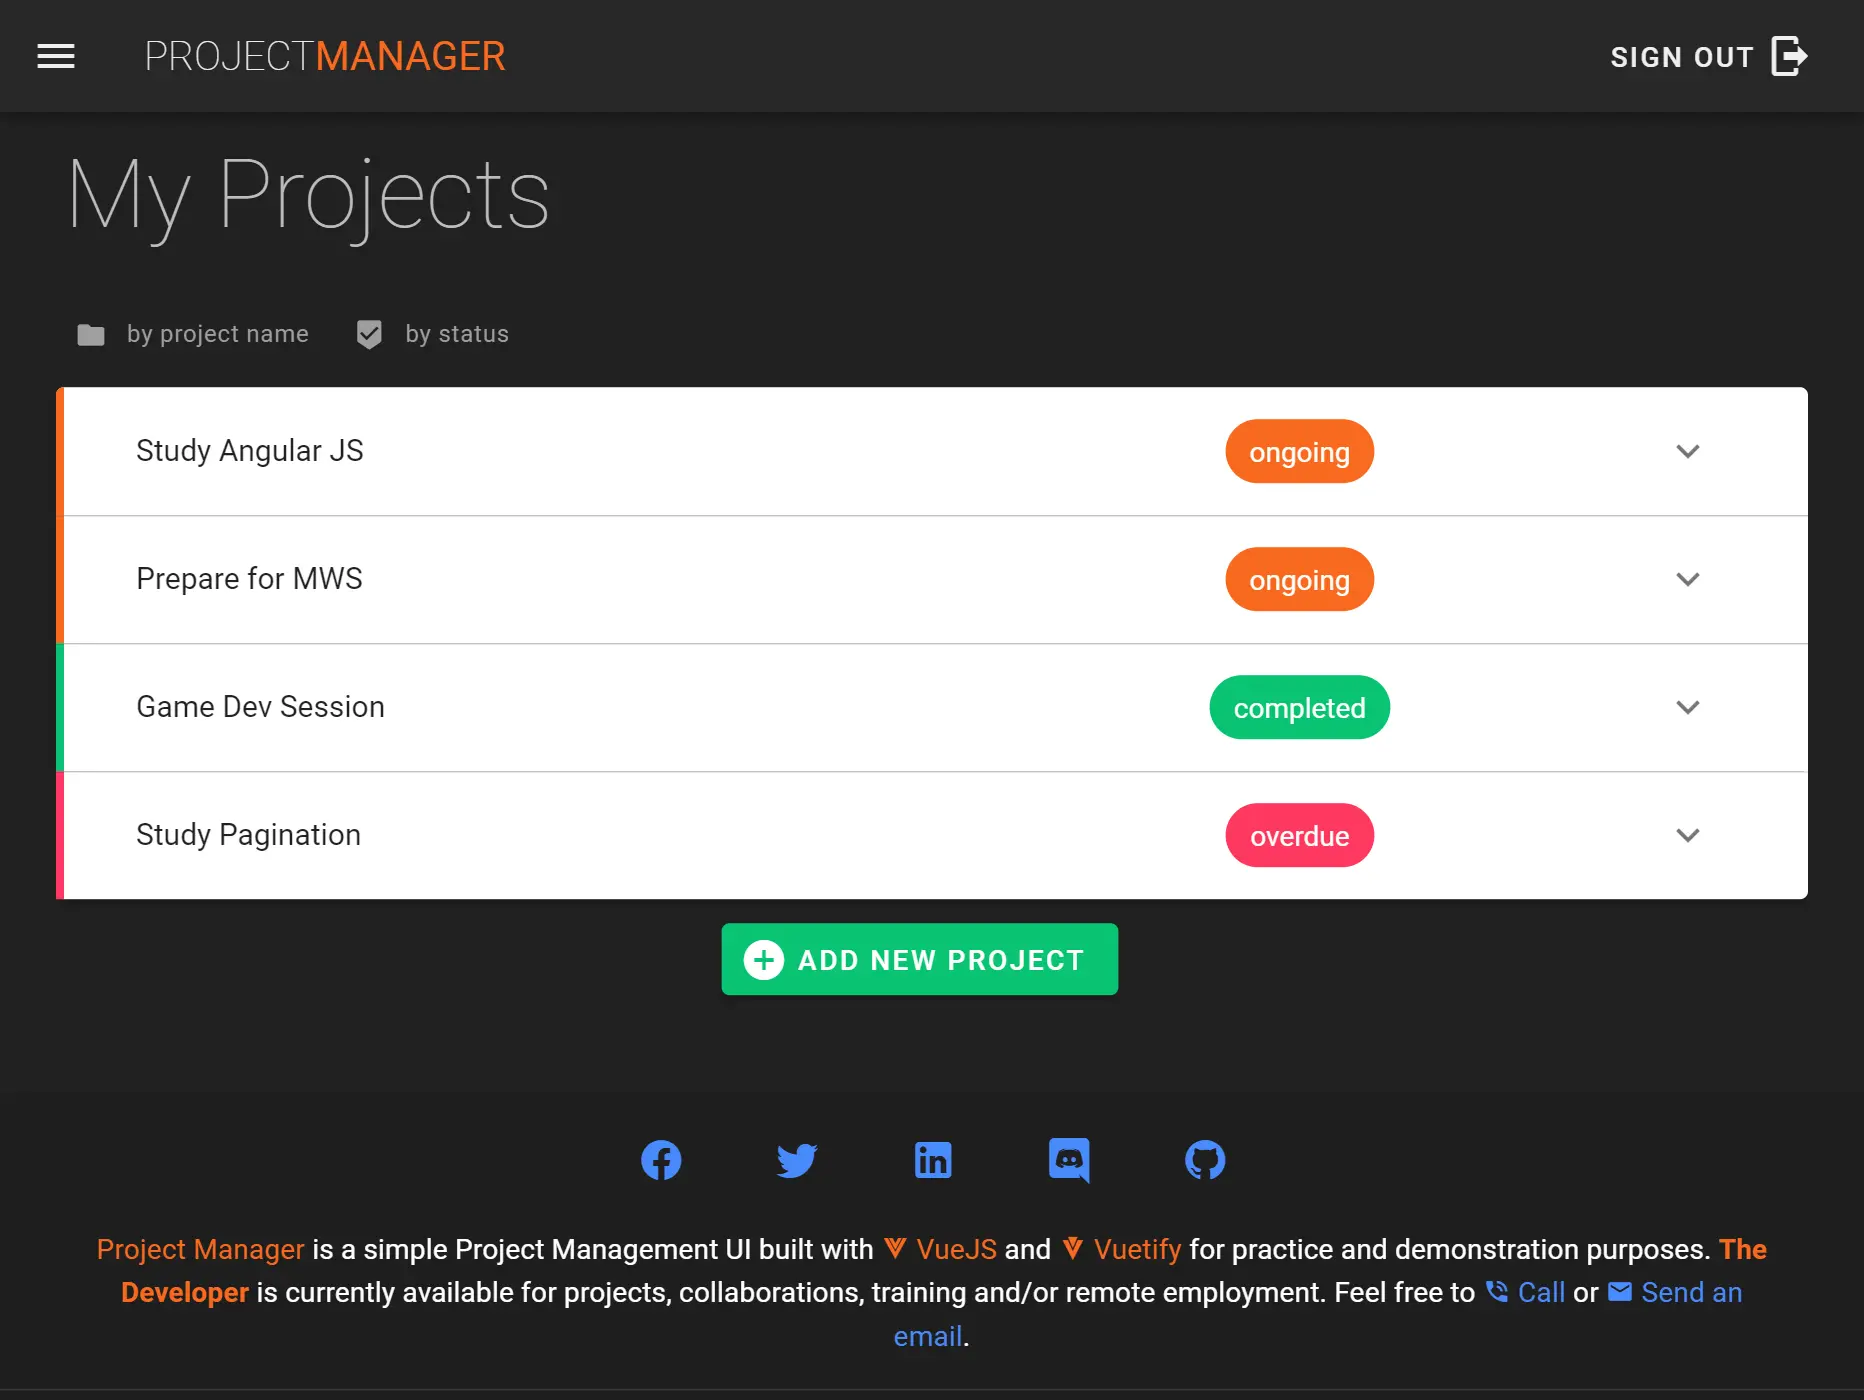 PROJECTMANAGER
SIGN OUT
My Projects
by project name by status
Study Angular JS ongoing
Prepare for MWS ongoing
Game Dev Session completed
Study Pagination overdue
ADD NEW PROJECT
Project Manager is a simple Project Management UI built with VueJS and Vuetify for practice and demonstration purposes. The
Developer is currently available for projects, collaborations, training and/or remote employment. Feel free to Call or Send an
email.